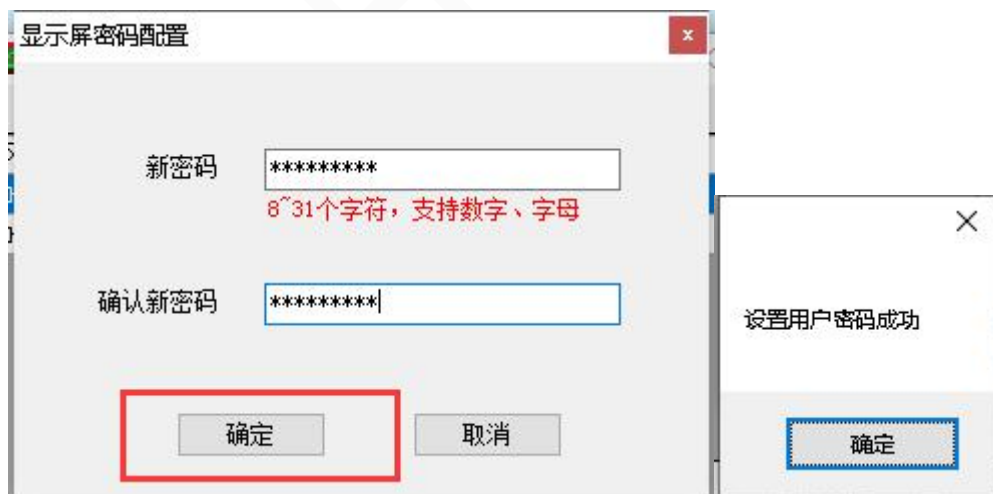 显示屏密码配置
x
新密码
*********
8~31个字符，支持数字、字母
确认新密码
*********
确定
取消
设置用户密码成功
确定